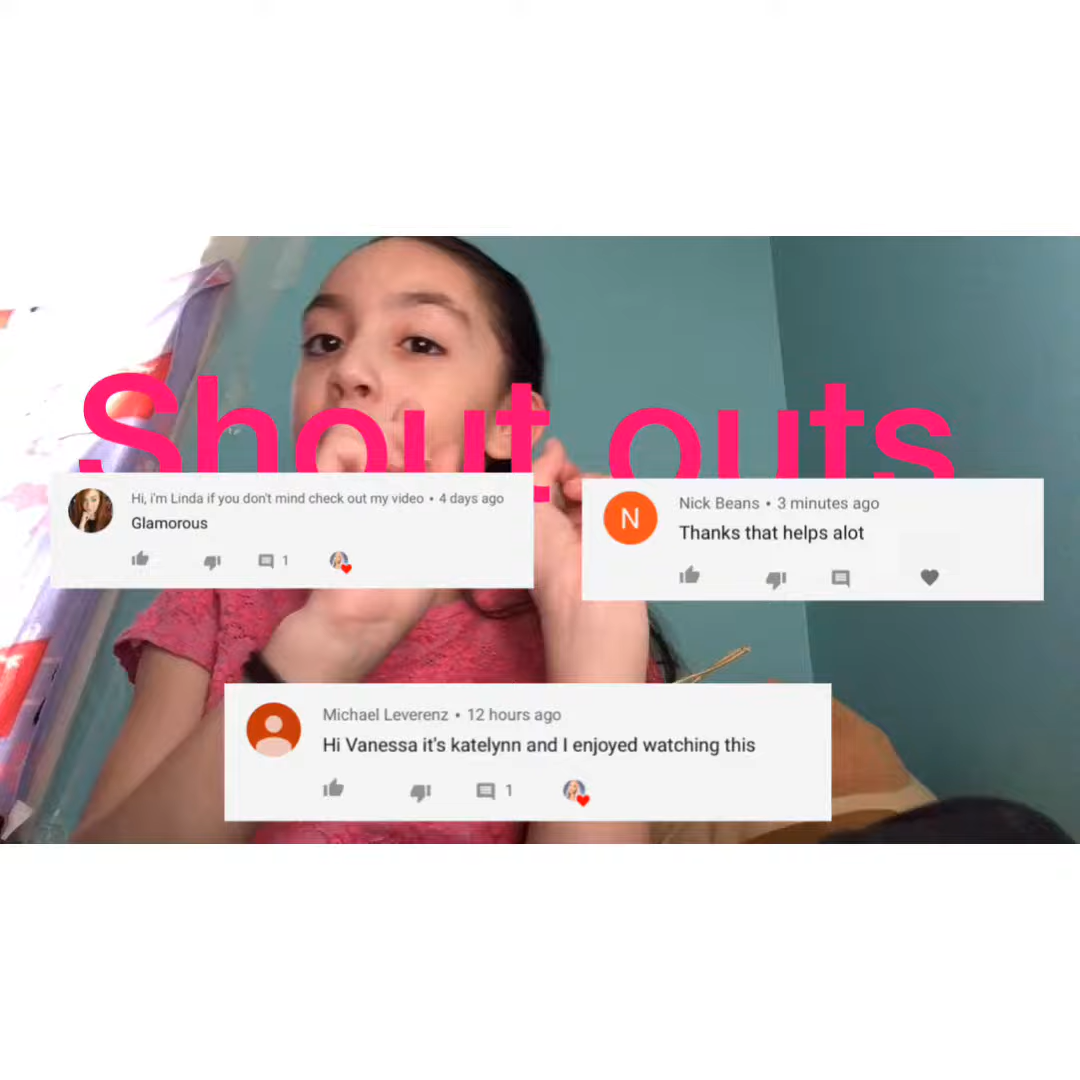 Shout outs
Hi, i'm Linda if you don't mind check out my video • 4 days ago
Glamorous
1
N
Nick Beans • 3 minutes ago
Thanks that helps alot
Michael Leverenz • 12 hours ago
Hi Vanessa it's katelynn and I enjoyed watching this
1